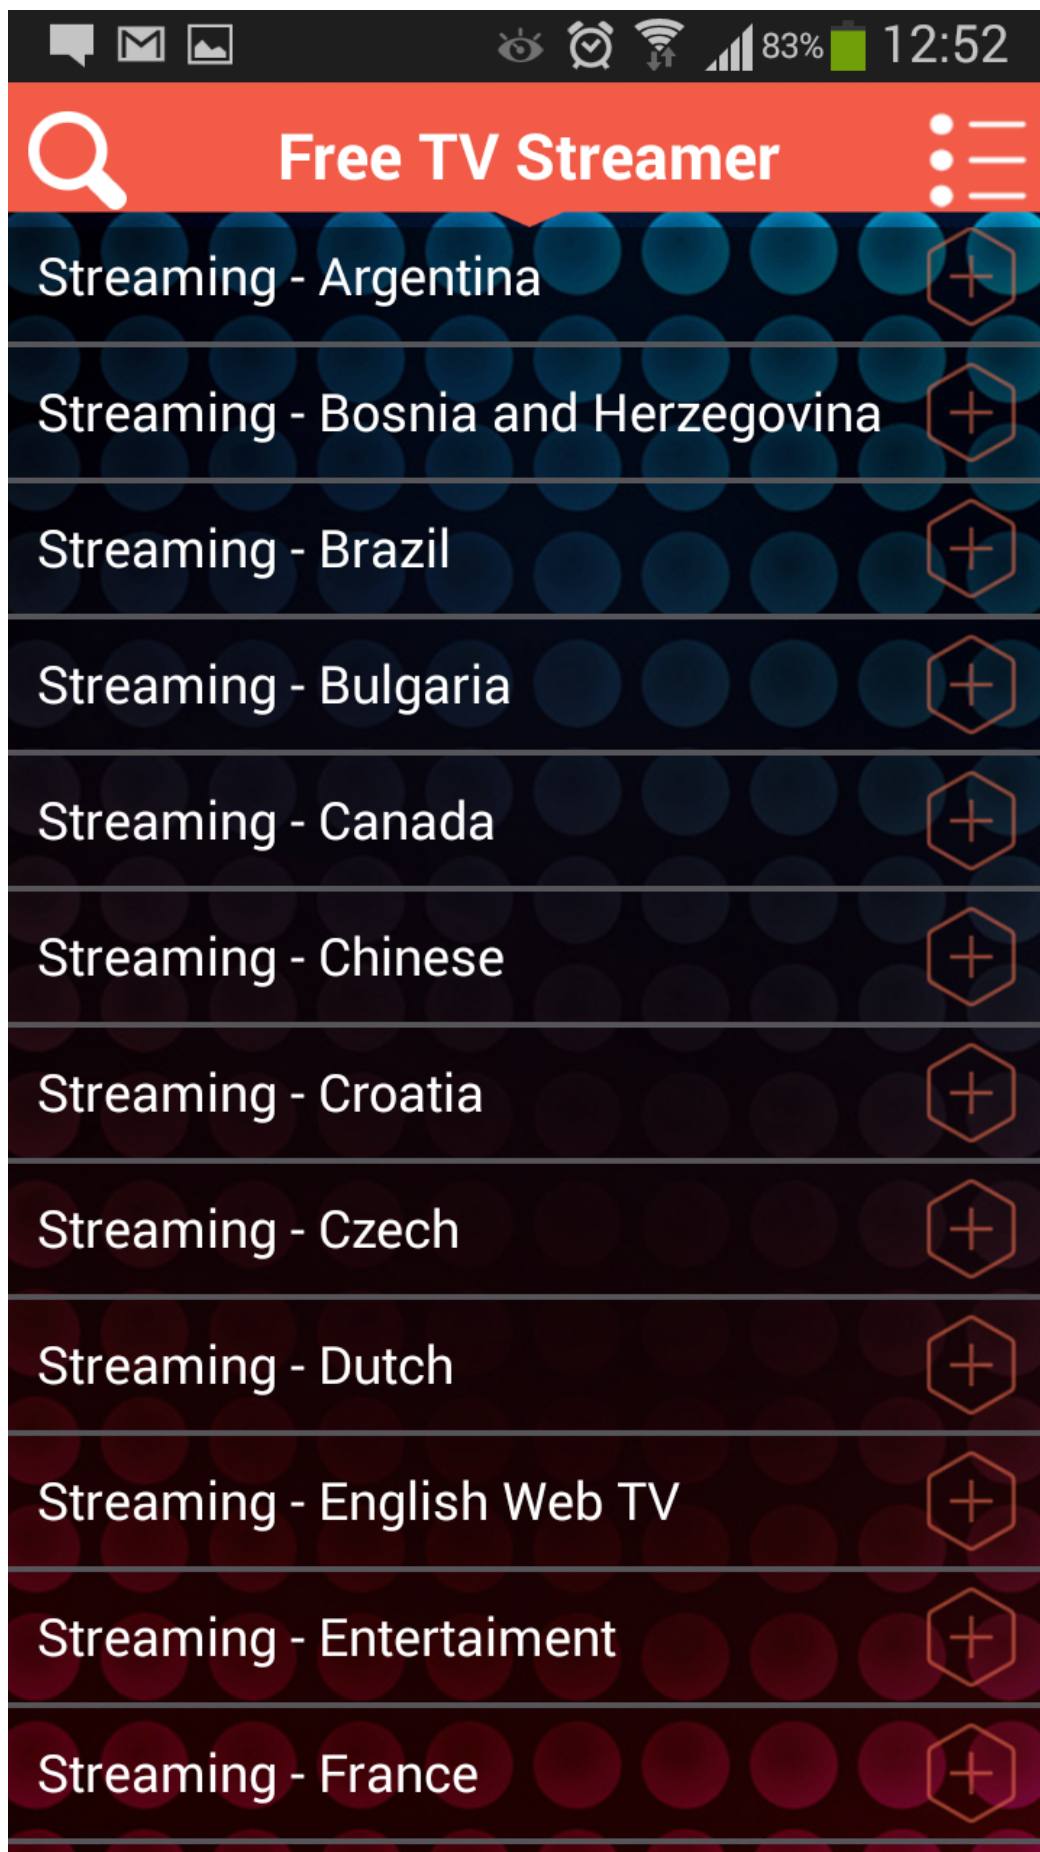 83% 12:52
Free TV Streamer
Streaming - Argentina
Streaming - Bosnia and Herzegovina
Streaming - Brazil
Streaming - Bulgaria
Streaming - Canada
Streaming - Chinese
Streaming - Croatia
Streaming - Czech
Streaming - Dutch
Streaming - English Web TV
Streaming - Entertaiment
Streaming - France